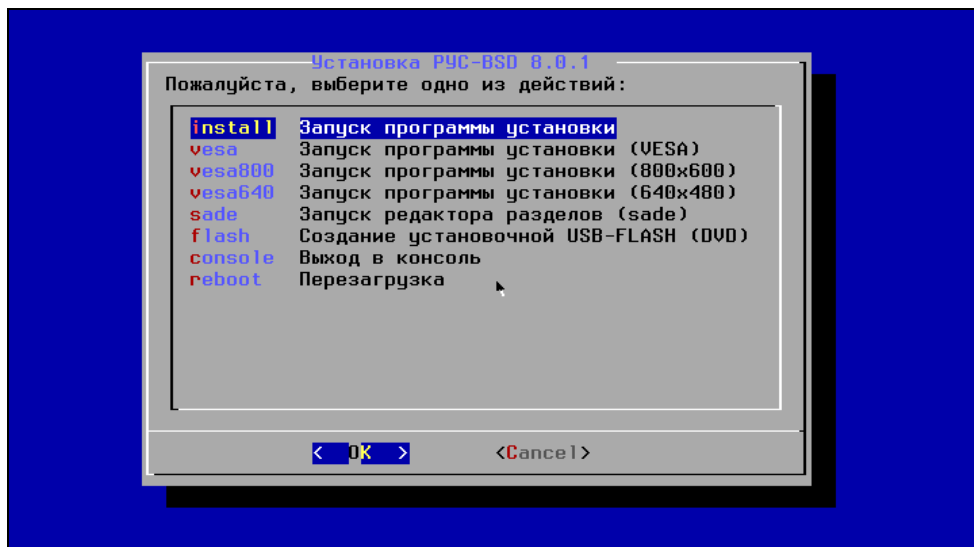 Установка РУС-BSD 8.0.1
Пожалуйста, выберите одно из действий:
install Запуск программы установки
vesa Запуск программы установки (VESA)
vesa800 Запуск программы установки (800x600)
vesa640 Запуск программы установки (640x480)
sade Запуск редактора разделов (sade)
flash Создание установочной USB-FLASH (DVD)
console Выход в консоль
reboot Перезагрузка
< OK > <Cancel>